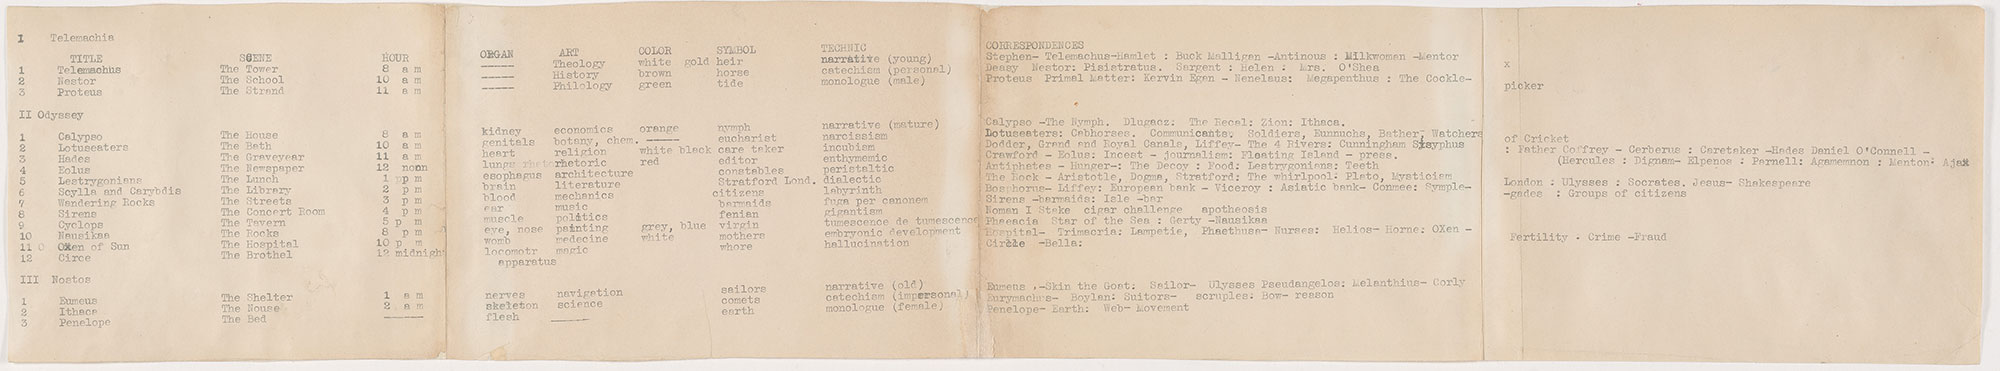 I Telemachia
TITLE SCENE HOUR ORGAN ART COLOR SYMBOL TECHNIC CORRESPONDENCES
1 Telemachus The Tower 8 a m ----- Theology white gold heir narrative (young) Stephen- Telemachus-Hamlet : Buck Malligan -Antinous : Milkwoman -Mentor
2 Nestor The School 10 a m ----- History brown horse catechism (personal) Deasy Nestor: Pisistratus. Sargent : Helen : Mrs. O'Shea x
3 Proteus The Strand 11 a m ----- Philology green tide monologue (male) Proteus Primal Matter: Kervin Egen - Menelaus: Megapenthus : The Cockle- picker
II Odyssey
1 Calypso The House 8 a m kidney economics orange nymph narrative (mature) Calypso -The Nymph. Dlugacz: The Recal: Zion: Ithaca.
2 Lotuseaters The Bath 10 a m genitals botany, chem. ----- eucharist narcissism Lotuseaters: Cabhorses. Communicants: Soldiers, Eunnuchs, Bather, Watchers of Cricket
3 Hades The Graveyear 11 a m heart religion white black care taker incubism Dodder, Grand and Royal Canals, Liffey- The 4 Rivers: Cunningham Sisyphus : Father Coffrey - Cerberus : Caretaker -Hades Daniel O'Connell -
4 Eolus The Newspaper 12 noon lungs rhetoric red editor enthymemic Crawford - Eolus: Incest - journalism: Floating Island - press. (Hercules : Dignam- Elpenos : Parnell: Agamemnon : Menton: Ajax
5 Lestrygonians The Lunch 1 p m esophagus architecture constables peristaltic Antiphates - Hunger-: The Decoy : Food: Lestrygonians: Teeth
6 Scylla and Carybdis The Library 2 p m brain literature Stratford Lond. dialectic The Rock - Aristotle, Dogma, Stratford: The whirlpool: Plato, Mysticism London : Ulysses : Socrates. Jesus- Shakespeare
7 Wandering Rocks The Streets 3 p m blood mechanics citizens labyrinth Bosphorus- Liffey: European bank - Viceroy : Asiatic bank- Conmee: Symple- -gades : Groups of citizens
8 Sirens The Concert Room 4 p m ear music barmaids fuga per canonem Sirens -barmaids: Isle -bar
9 Cyclops The Tavern 5 p m muscle politics fenian gigantism Noman I Stake cigar challenge apotheosis
10 Nausikaa The Rocks 8 p m eye, nose painting grey, blue virgin tumescense de tumescence Phaeacia Star of the Sea : Gerty -Nausikaa
11 O Oxen of Sun The Hospital 10 p m womb medecine white mothers embryonic development Hospital- Trimacria: Lampetie, Phaethusa- Nurses: Helios- Horne: OXen - Fertility . Crime -Fraud
12 Circe The Brothel 12 midnight locomotr magic whore hallucination Circe -Bella:
apparatus
III Nostos
1 Eumeus The Shelter 1 a m nerves navigation sailors narrative (old) Eumeus .-Skin the Goat: Sailor- Ulysses Pseudangelos: Melanthius- Corly
2 Ithaca The House 2 a m skeleton science comets catechism (impersonal) Eurymachus- Boylan: Suitors- scruples: Bow- reason
3 Penelope The Bed ----- flesh ----- earth monologue (female) Penelope- Earth: Web- Movement